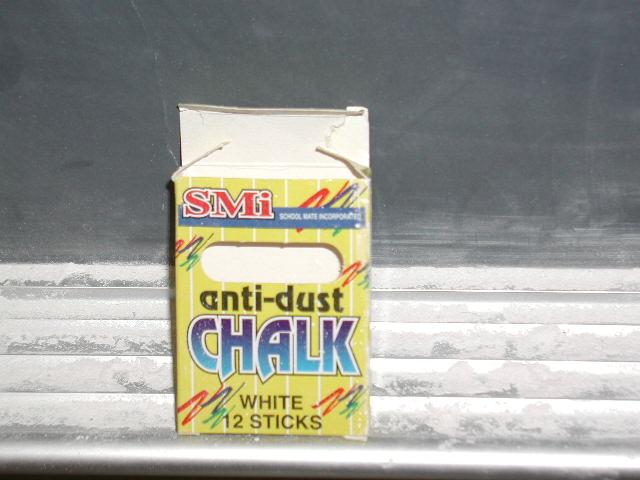 SMi
SCHOOL MATE INCORPORATED
anti-dust
CHALK
WHITE
12 STICKS